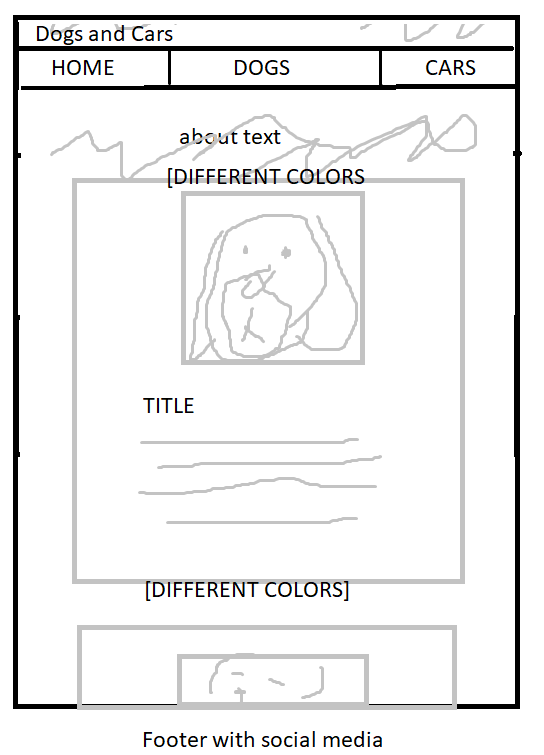 Dogs and Cars
HOME DOGS CARS
about text
[DIFFERENT COLORS
TITLE
[DIFFERENT COLORS]
Footer with social media